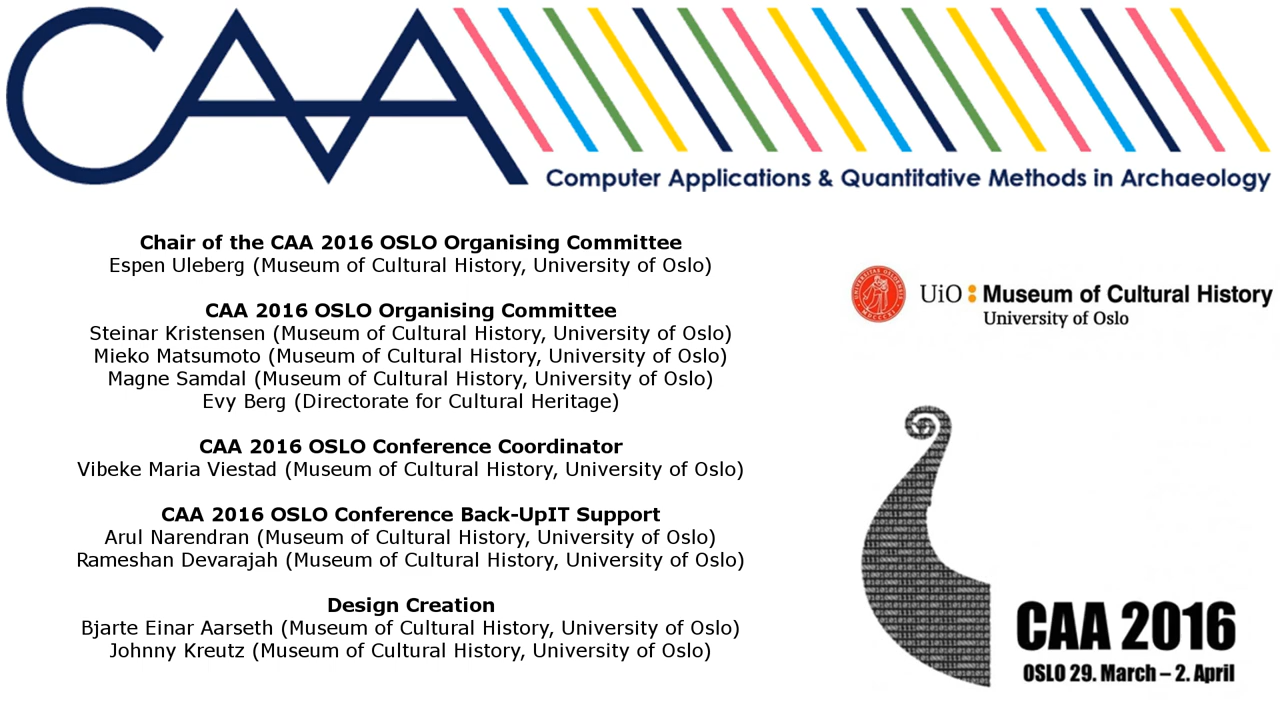 CAA
Computer Applications & Quantitative Methods in Archaeology
Chair of the CAA 2016 OSLO Organising Committee
Espen Uleberg (Museum of Cultural History, University of Oslo)
CAA 2016 OSLO Organising Committee
Steinar Kristensen (Museum of Cultural History, University of Oslo)
Mieko Matsumoto (Museum of Cultural History, University of Oslo)
Magne Samdal (Museum of Cultural History, University of Oslo)
Evy Berg (Directorate for Cultural Heritage)
CAA 2016 OSLO Conference Coordinator
Vibeke Maria Viestad (Museum of Cultural History, University of Oslo)
CAA 2016 OSLO Conference Back-UpIT Support
Arul Narendran (Museum of Cultural History, University of Oslo)
Rameshan Devarajah (Museum of Cultural History, University of Oslo)
Design Creation
Bjarte Einar Aarseth (Museum of Cultural History, University of Oslo)
Johnny Kreutz (Museum of Cultural History, University of Oslo)
UNIVERSITAS OSLOENSIS
MDCCCXI
UiO : Museum of Cultural History
University of Oslo
CAA 2016
OSLO 29. March – 2. April